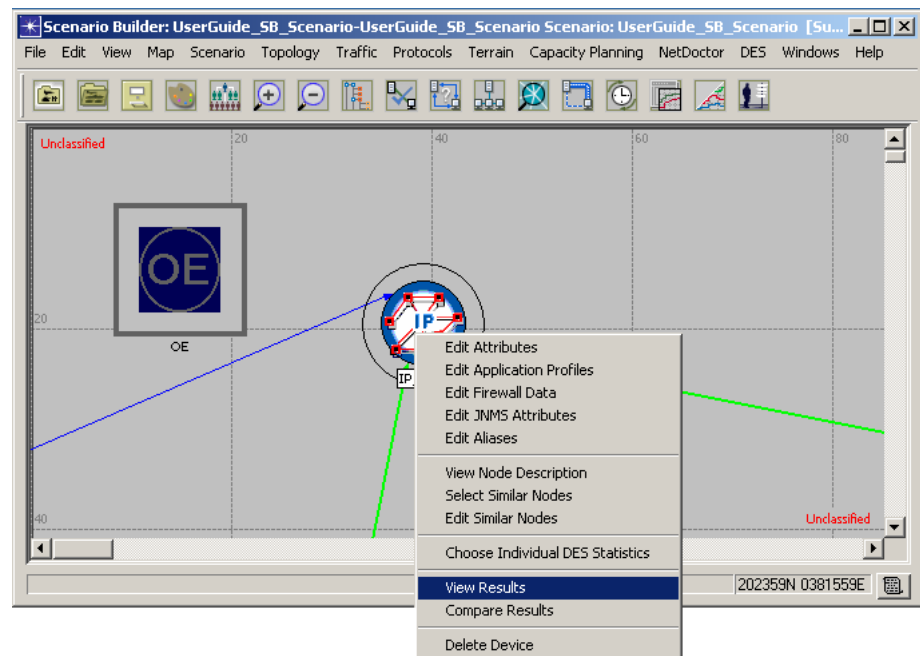 Scenario Builder: UserGuide_SB_Scenario-UserGuide_SB_Scenario Scenario: UserGuide_SB_Scenario [Su...
File Edit View Map Scenario Topology Traffic Protocols Terrain Capacity Planning NetDoctor DES Windows Help
Unclassified
20
40
60
80
OE
20
IP
OE
IP
Edit Attributes
Edit Application Profiles
Edit Firewall Data
Edit JNMS Attributes
Edit Aliases
View Node Description
Select Similar Nodes
Edit Similar Nodes
40
Unclassified
Choose Individual DES Statistics
View Results
202359N 0381559E
Compare Results
Delete Device